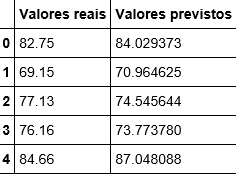 Valores reais Valores previstos
0 82.75 84.029373
1 69.15 70.964625
2 77.13 74.545644
3 76.16 73.773780
4 84.66 87.048088